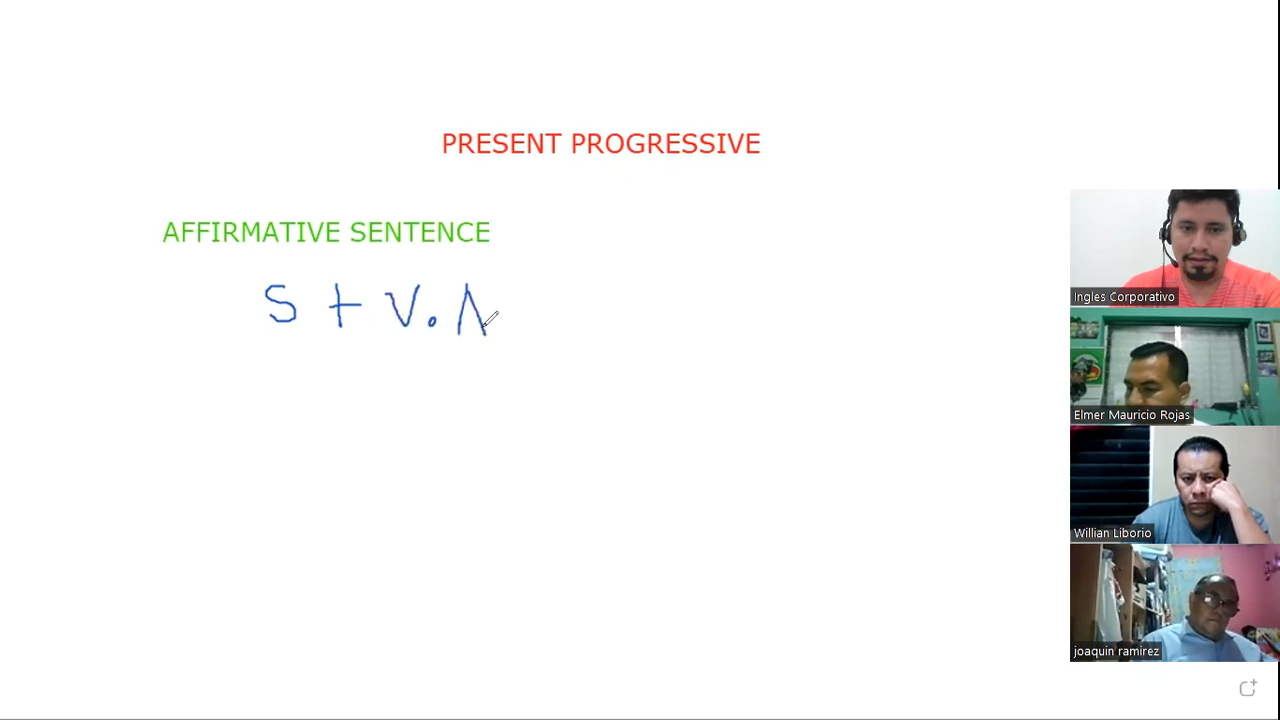 PRESENT PROGRESSIVE
AFFIRMATIVE SENTENCE
S + V.
Ingles Corporativo
Elmer Mauricio Rojas
Willian Liborio
joaquin ramirez